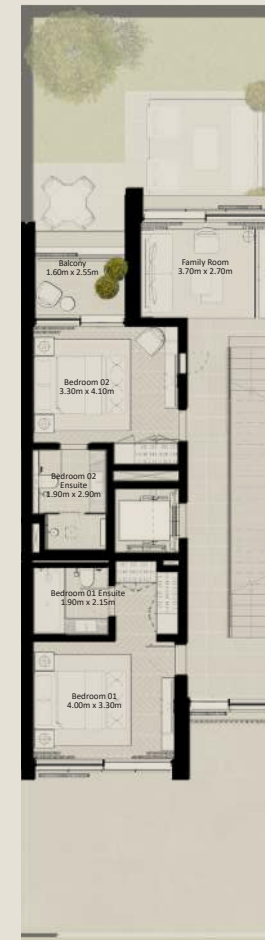 Balcony
1.60m x 2.55m
Family Room
3.70m x 2.70m
Bedroom 02
3.30m x 4.10m
Bedroom 02
Ensuite
1.90m x 2.90m
Bedroom 01 Ensuite
1.90m x 2.15m
Bedroom 01
4.00m x 3.30m